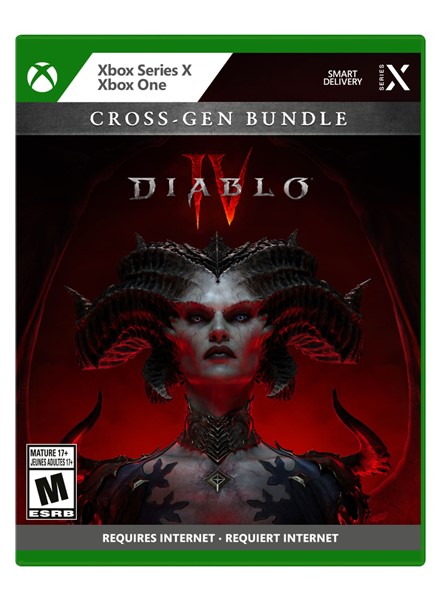 Xbox Series X
Xbox One
SMART
DELIVERY
SERIES X
CROSS-GEN BUNDLE
DIABLO
IV
MATURE 17+
JEUNES ADULTES 17+
M
ESRB
REQUIRES INTERNET • REQUIERT INTERNET